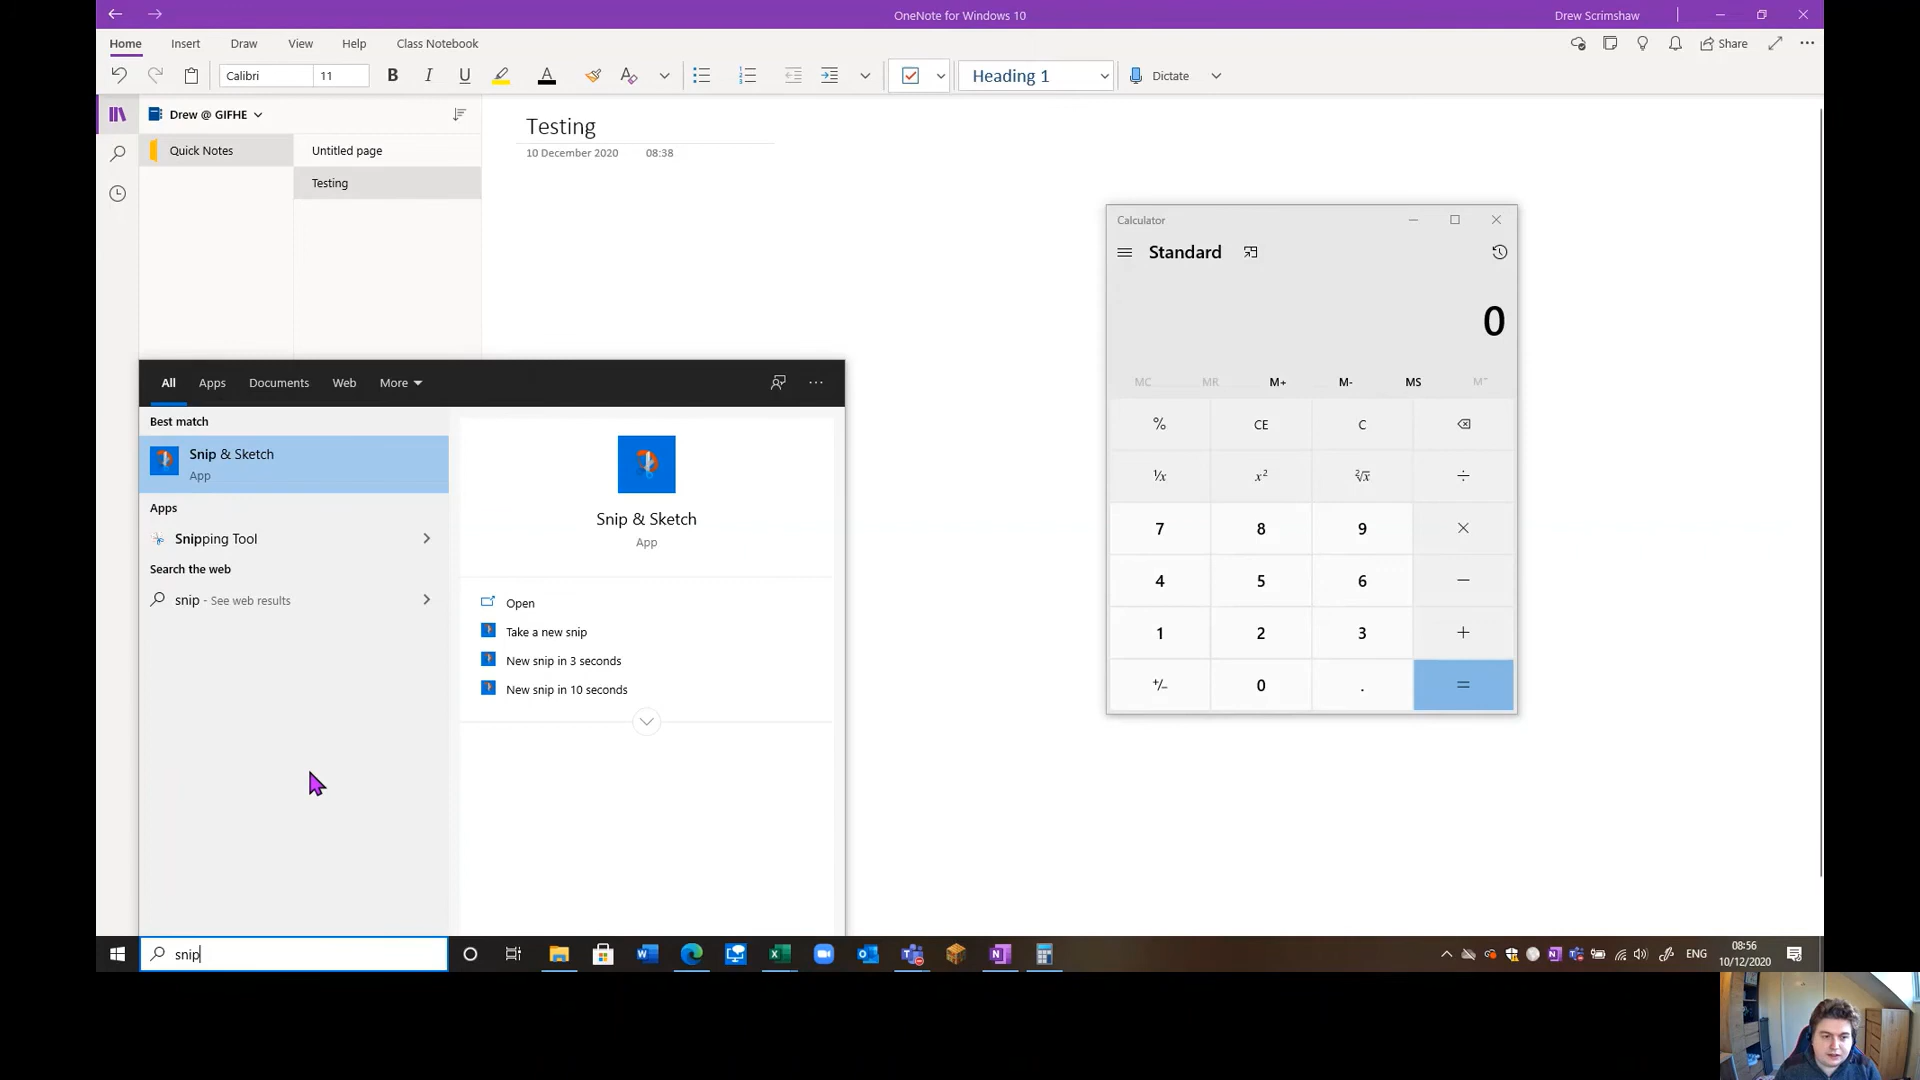 OneNote for Windows 10
Drew Scrimshaw
Home Insert Draw View Help Class Notebook
Share
Calibri 11 B I U A
Heading 1
Dictate
Drew @ GIFHE
Quick Notes
Untitled page
Testing
Testing
10 December 2020 08:38
Calculator
Standard
0
MC MR M+ M- MS M˅
% CE C
¹/x x² ²√x ÷
7 8 9 ×
4 5 6 −
1 2 3 +
+/− 0 . =
All Apps Documents Web More
Best match
Snip & Sketch
App
Apps
Snipping Tool
Search the web
snip - See web results
Snip & Sketch
App
Open
Take a new snip
New snip in 3 seconds
New snip in 10 seconds
snip
ENG
08:56
10/12/2020